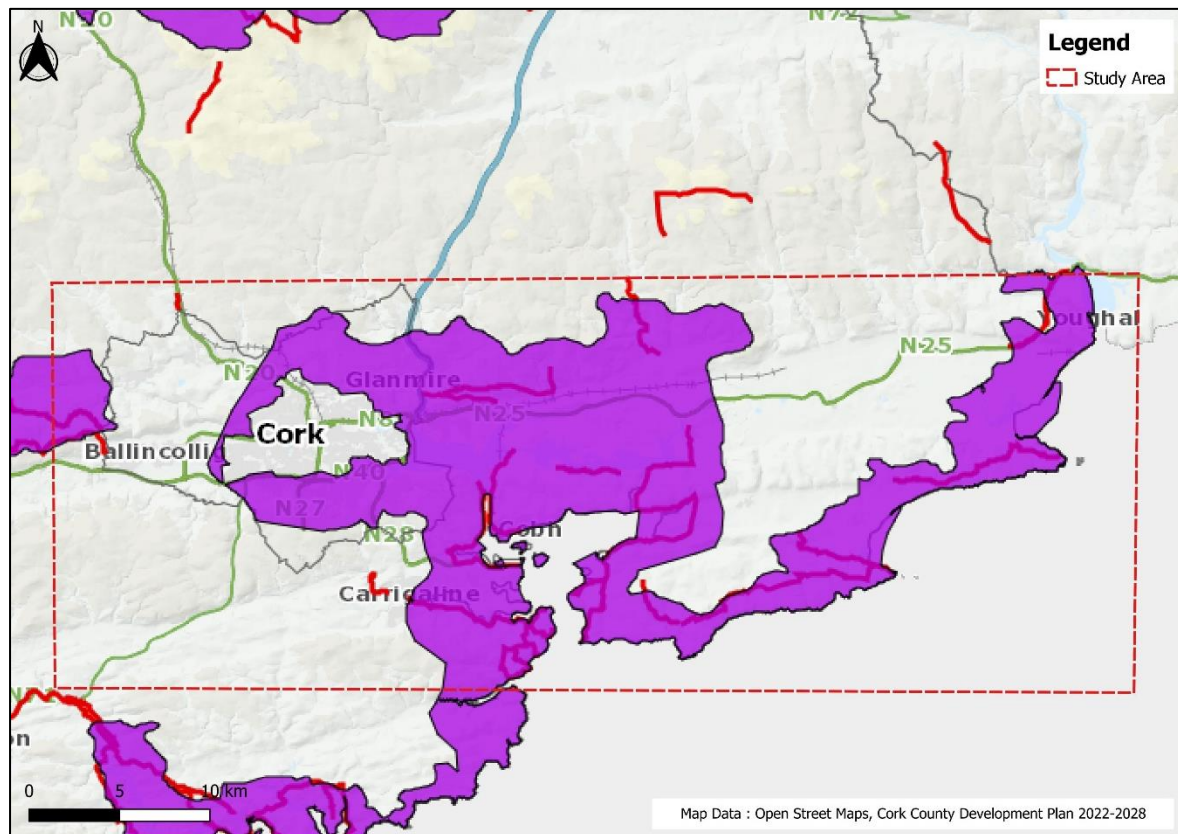 N20
N72
N
Legend
Study Area
Youghal
N25
N20
Glanmire
N8
N25
Cork
Ballincollig
N40
N27
N28
Cobh
Carrigaline
0 5 10 km
Map Data : Open Street Maps, Cork County Development Plan 2022-2028